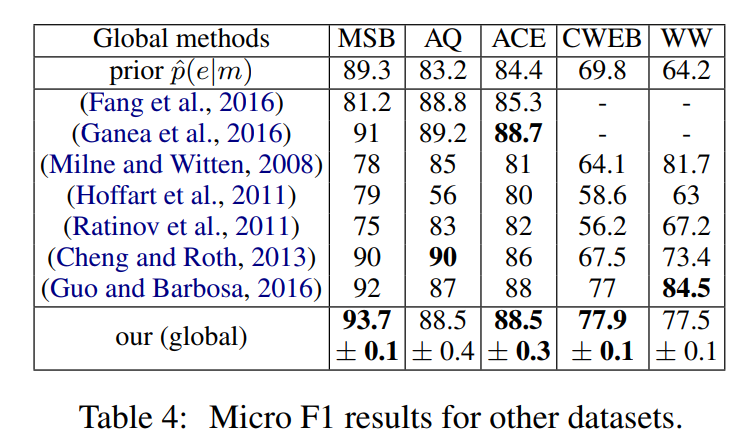 Global methods MSB AQ ACE CWEB WW
prior p̂(e|m) 89.3 83.2 84.4 69.8 64.2
(Fang et al., 2016) 81.2 88.8 85.3 - -
(Ganea et al., 2016) 91 89.2 88.7 - -
(Milne and Witten, 2008) 78 85 81 64.1 81.7
(Hoffart et al., 2011) 79 56 80 58.6 63
(Ratinov et al., 2011) 75 83 82 56.2 67.2
(Cheng and Roth, 2013) 90 90 86 67.5 73.4
(Guo and Barbosa, 2016) 92 87 88 77 84.5
our (global) 93.7 88.5 88.5 77.9 77.5
± 0.1 ± 0.4 ± 0.3 ± 0.1 ± 0.1
Table 4: Micro F1 results for other datasets.